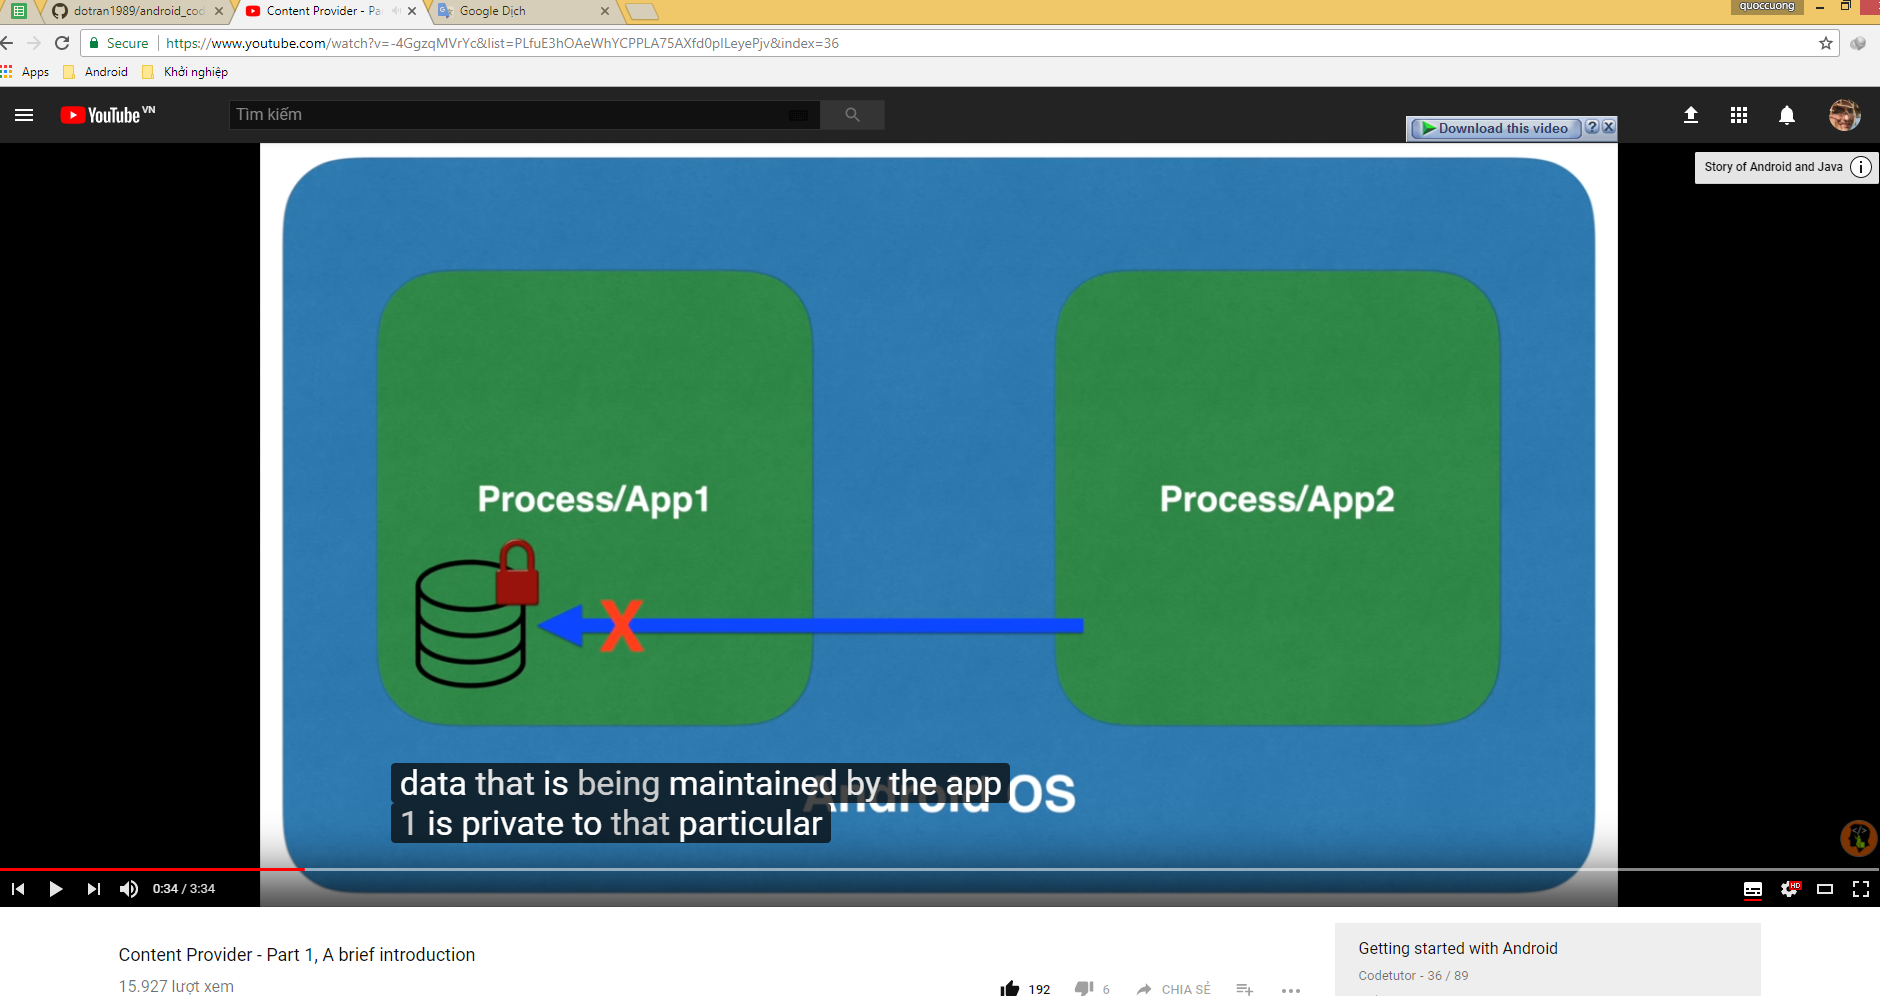 quoccuong
dotran1989/android_cod
Content Provider - Pa
Google Dịch
Secure
https://www.youtube.com/watch?v=-4GgzqMVrYc&list=PLfuE3hOAeWhYCPPLA75AXfd0plLeyePjv&index=36
Apps
Android
Khởi nghiệp
YouTube VN
Tìm kiếm
Download this video
?
X
Story of Android and Java
i
Process/App1
Process/App2
X
Android OS
data that is being maintained by the app
1 is private to that particular
0:34 / 3:34
HD
Content Provider - Part 1, A brief introduction
15.927 lượt xem
192
6
CHIA SẺ
Getting started with Android
Codetutor - 36 / 89